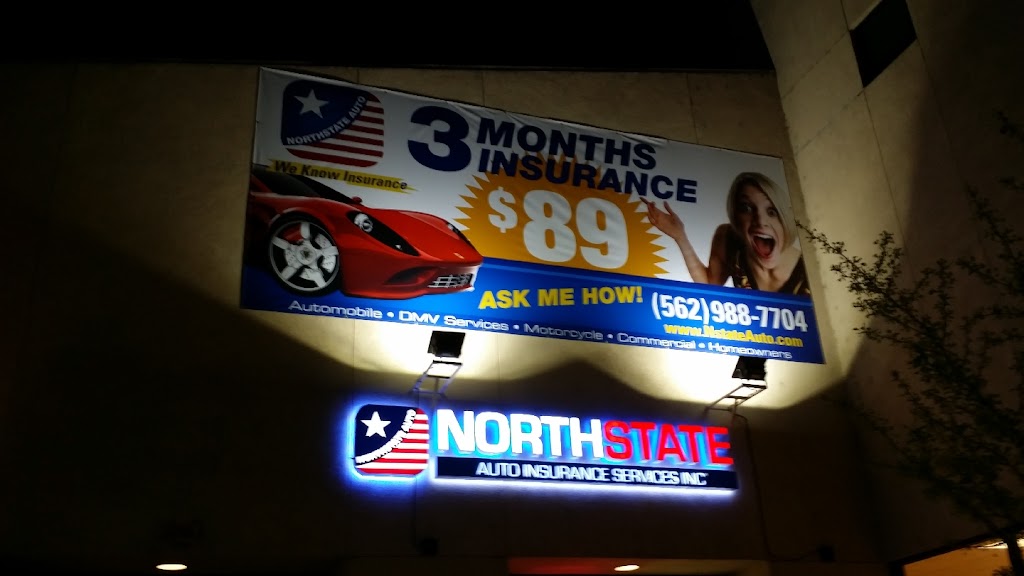 NORTHSTATE AUTO
We Know Insurance
3 MONTHS
INSURANCE
$89
ASK ME HOW!
(562)988-7704
www.NstateAuto.com
Automobile • DMV Services • Motorcycle • Commercial • Homeowners
NORTHSTATE
AUTO INSURANCE SERVICES INC